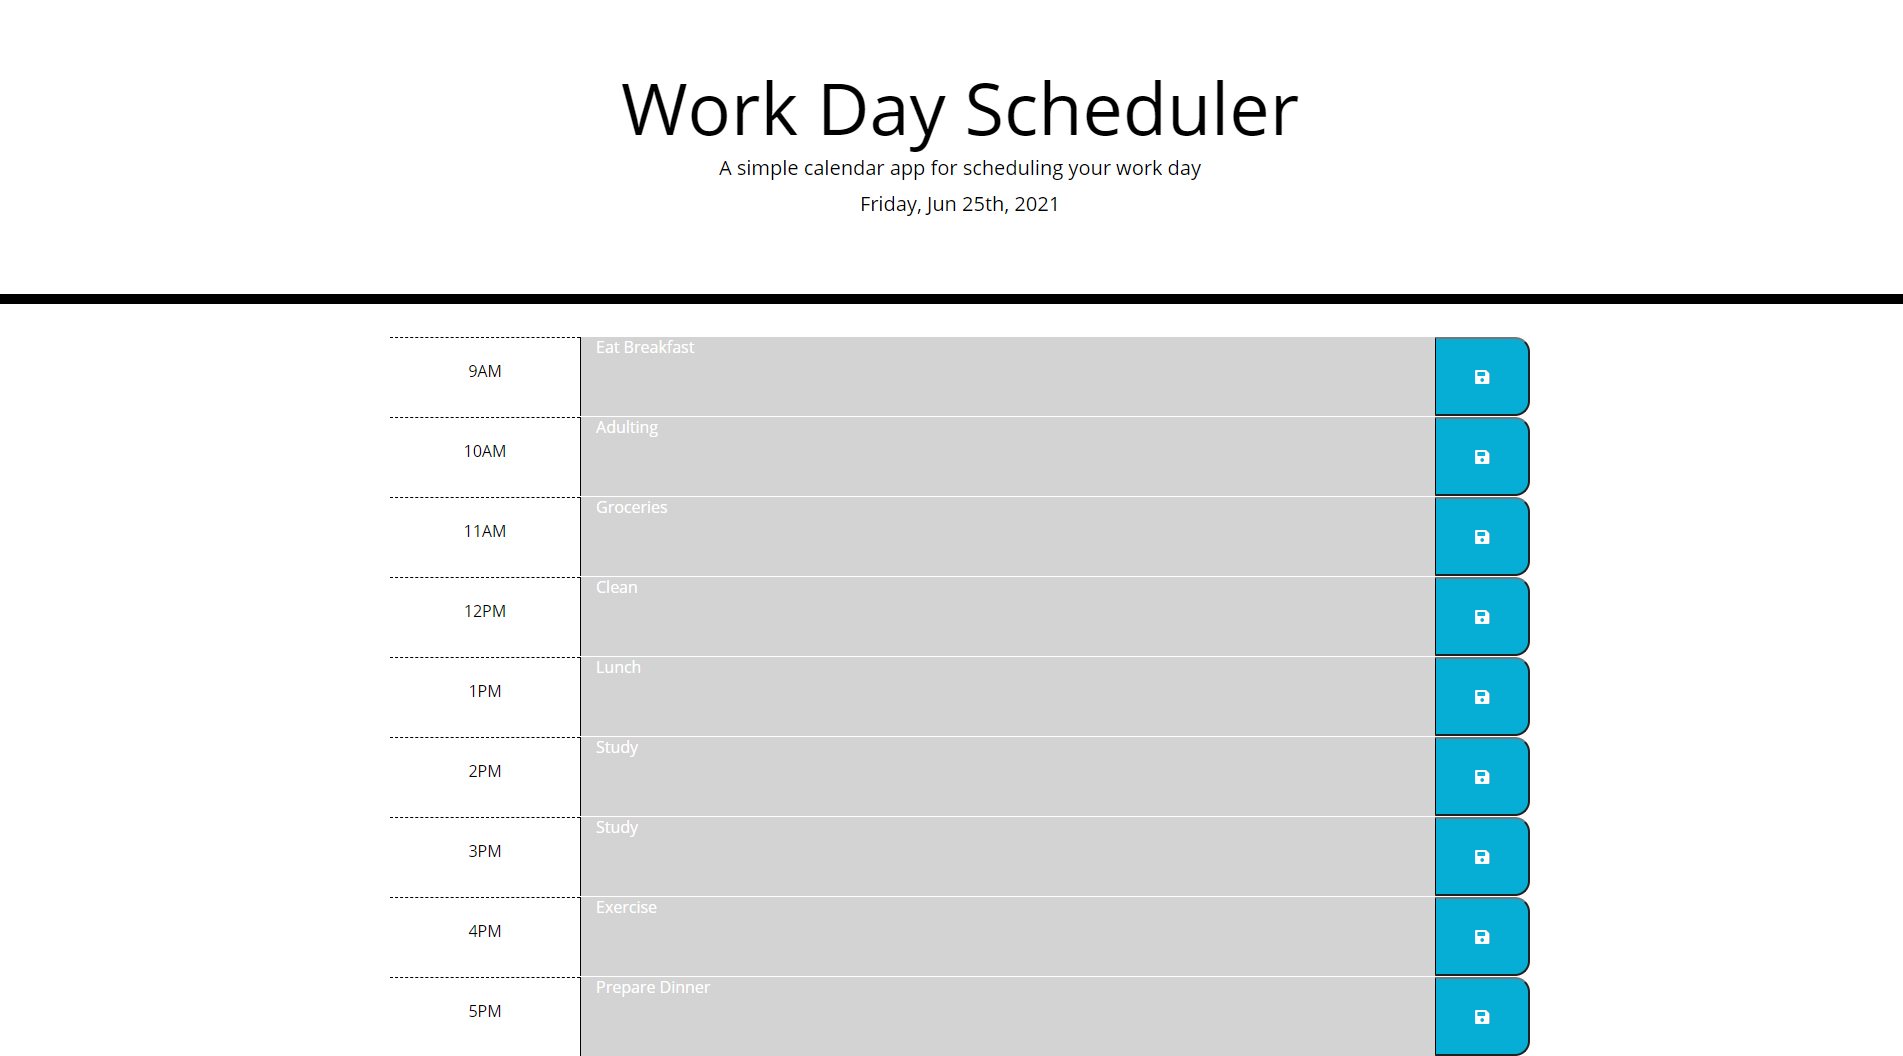 Work Day Scheduler
A simple calendar app for scheduling your work day
Friday, Jun 25th, 2021
9AM Eat Breakfast
10AM Adulting
11AM Groceries
12PM Clean
1PM Lunch
2PM Study
3PM Study
4PM Exercise
5PM Prepare Dinner